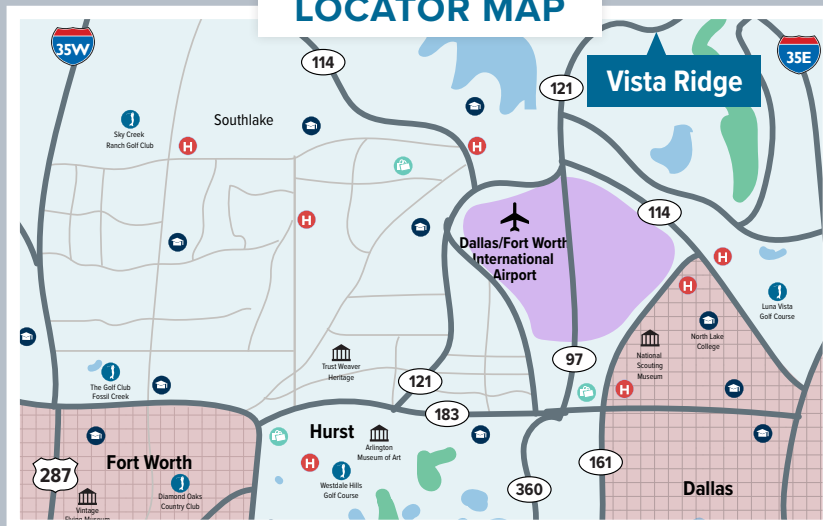 LOCATOR MAP
35W
114
121
Vista Ridge
35E
Southlake
Sky Creek
Ranch Golf Club
H
H
H
114
Dallas/Fort Worth
International
Airport
H
H
Luna Vista
Golf Course
North Lake
College
National
Scouting
Museum
Trust Weaver
Heritage
97
121
The Golf Club
Fossil Creek
H
183
Hurst
Arlington
Museum of Art
Fort Worth
H
Westdale Hills
Golf Course
161
287
Diamond Oaks
Country Club
360
Dallas
Vintage
Flying Museum